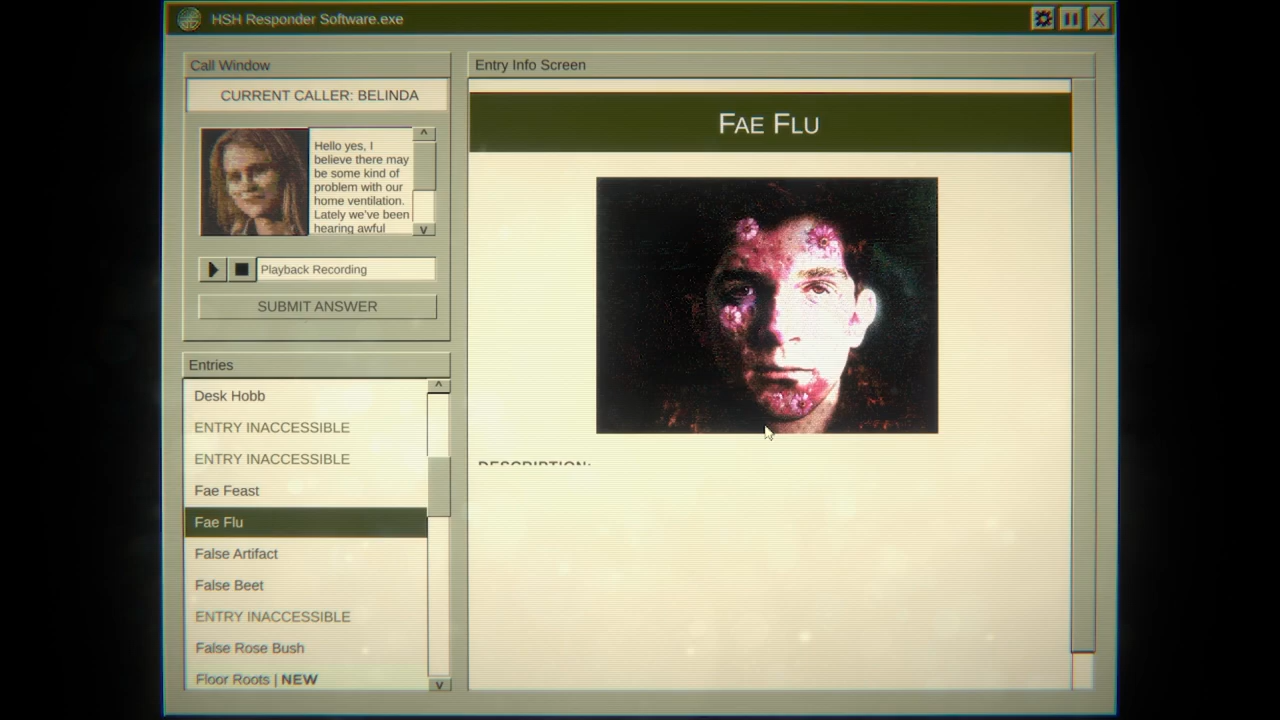 HSH Responder Software.exe
Call Window
CURRENT CALLER: BELINDA
Hello yes, I
believe there may
be some kind of
problem with our
home ventilation.
Lately we've been
hearing awful
Playback Recording
SUBMIT ANSWER
Entries
Desk Hobb
ENTRY INACCESSIBLE
ENTRY INACCESSIBLE
Fae Feast
Fae Flu
False Artifact
False Beet
ENTRY INACCESSIBLE
False Rose Bush
Floor Roots | NEW
Entry Info Screen
FAE FLU
DESCRIPTION: